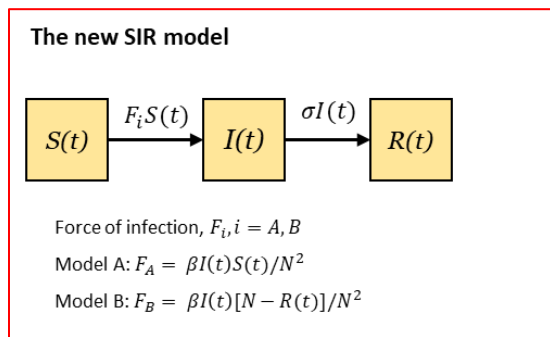 The new SIR model
F_iS(t)
σI(t)
S(t)
I(t)
R(t)
Force of infection, F_i, i = A, B
Model A: F_A = βI(t)S(t)/N²
Model B: F_B = βI(t)[N − R(t)]/N²